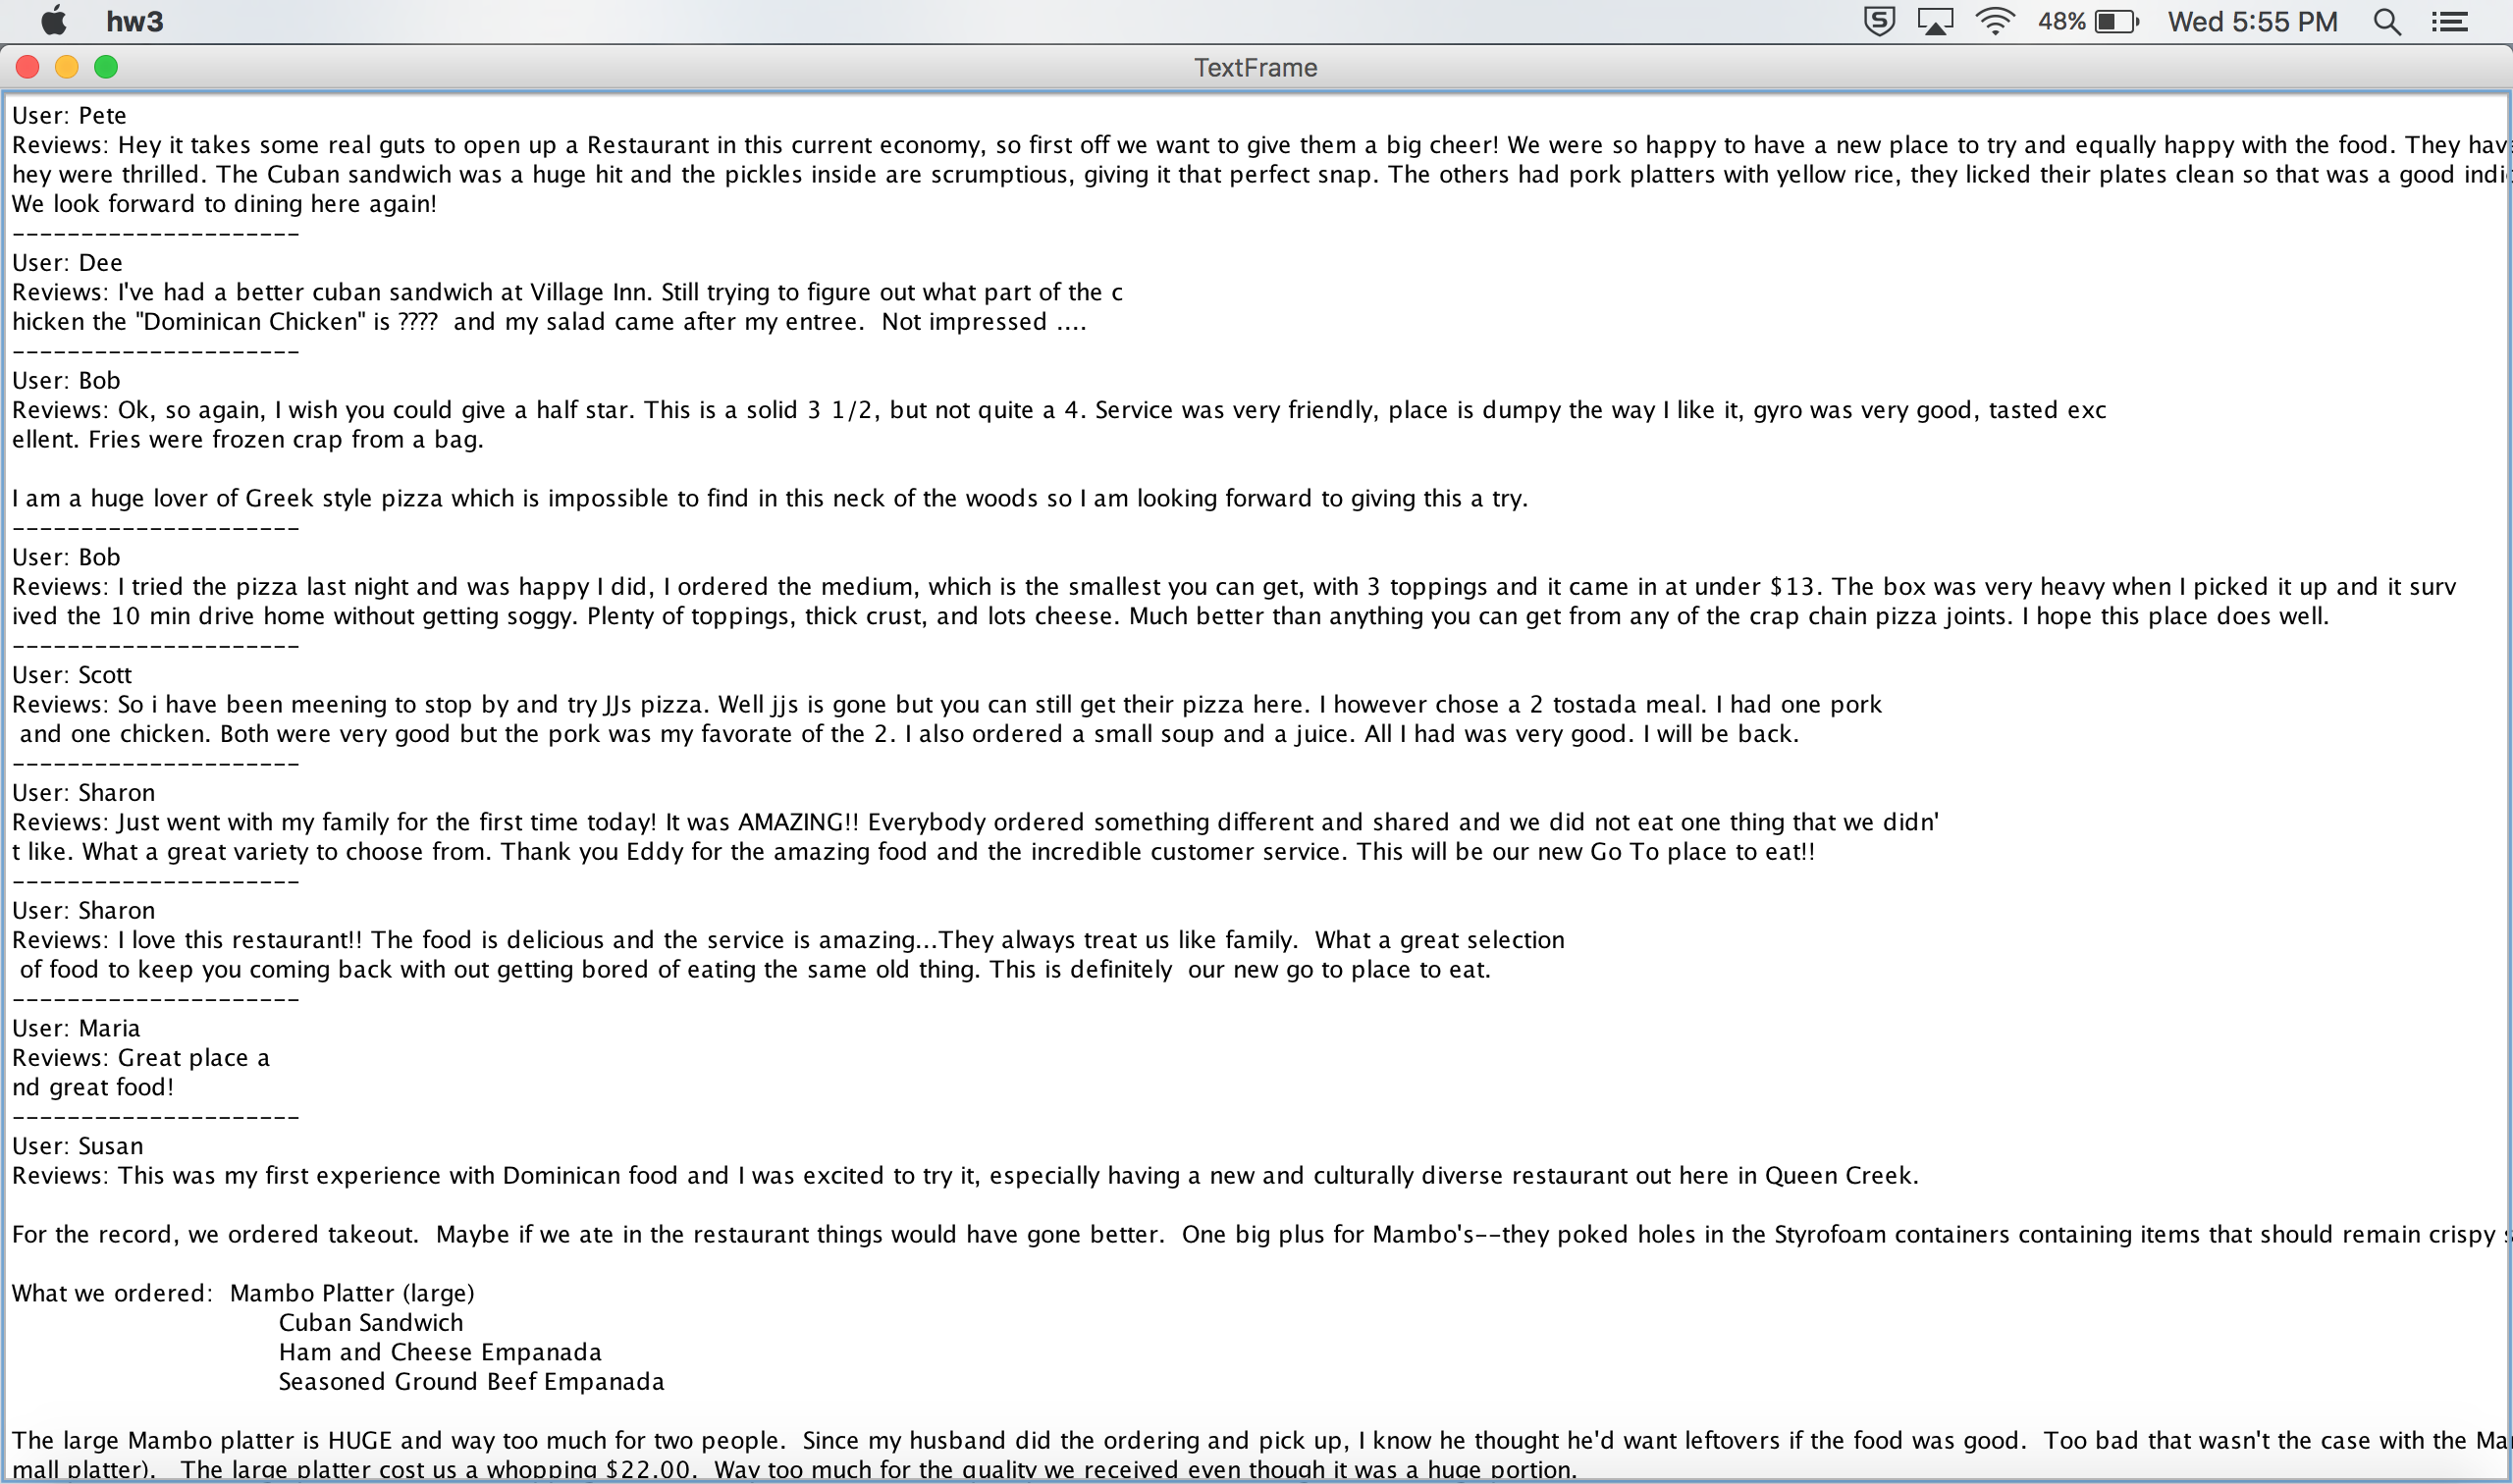 hw3
48%
Wed 5:55 PM
TextFrame
User: Pete
Reviews: Hey it takes some real guts to open up a Restaurant in this current economy, so first off we want to give them a big cheer! We were so happy to have a new place to try and equally happy with the food. They hav
hey were thrilled. The Cuban sandwich was a huge hit and the pickles inside are scrumptious, giving it that perfect snap. The others had pork platters with yellow rice, they licked their plates clean so that was a good indi
We look forward to dining here again!
---------------------
User: Dee
Reviews: I've had a better cuban sandwich at Village Inn. Still trying to figure out what part of the c
hicken the "Dominican Chicken" is ????  and my salad came after my entree.  Not impressed ....
---------------------
User: Bob
Reviews: Ok, so again, I wish you could give a half star. This is a solid 3 1/2, but not quite a 4. Service was very friendly, place is dumpy the way I like it, gyro was very good, tasted exc
ellent. Fries were frozen crap from a bag.
I am a huge lover of Greek style pizza which is impossible to find in this neck of the woods so I am looking forward to giving this a try.
---------------------
User: Bob
Reviews: I tried the pizza last night and was happy I did, I ordered the medium, which is the smallest you can get, with 3 toppings and it came in at under $13. The box was very heavy when I picked it up and it surv
ived the 10 min drive home without getting soggy. Plenty of toppings, thick crust, and lots cheese. Much better than anything you can get from any of the crap chain pizza joints. I hope this place does well.
---------------------
User: Scott
Reviews: So i have been meening to stop by and try JJs pizza. Well jjs is gone but you can still get their pizza here. I however chose a 2 tostada meal. I had one pork
 and one chicken. Both were very good but the pork was my favorate of the 2. I also ordered a small soup and a juice. All I had was very good. I will be back.
---------------------
User: Sharon
Reviews: Just went with my family for the first time today! It was AMAZING!! Everybody ordered something different and shared and we did not eat one thing that we didn'
t like. What a great variety to choose from. Thank you Eddy for the amazing food and the incredible customer service. This will be our new Go To place to eat!!
---------------------
User: Sharon
Reviews: I love this restaurant!! The food is delicious and the service is amazing...They always treat us like family.  What a great selection
 of food to keep you coming back with out getting bored of eating the same old thing. This is definitely  our new go to place to eat.
---------------------
User: Maria
Reviews: Great place a
nd great food!
---------------------
User: Susan
Reviews: This was my first experience with Dominican food and I was excited to try it, especially having a new and culturally diverse restaurant out here in Queen Creek.
For the record, we ordered takeout.  Maybe if we ate in the restaurant things would have gone better.  One big plus for Mambo's--they poked holes in the Styrofoam containers containing items that should remain crispy
What we ordered:  Mambo Platter (large)
Cuban Sandwich
Ham and Cheese Empanada
Seasoned Ground Beef Empanada
The large Mambo platter is HUGE and way too much for two people.  Since my husband did the ordering and pick up, I know he thought he'd want leftovers if the food was good.  Too bad that wasn't the case with the Ma
mall platter).   The large platter cost us a whopping $22.00.  Way too much for the quality we received even though it was a huge portion.